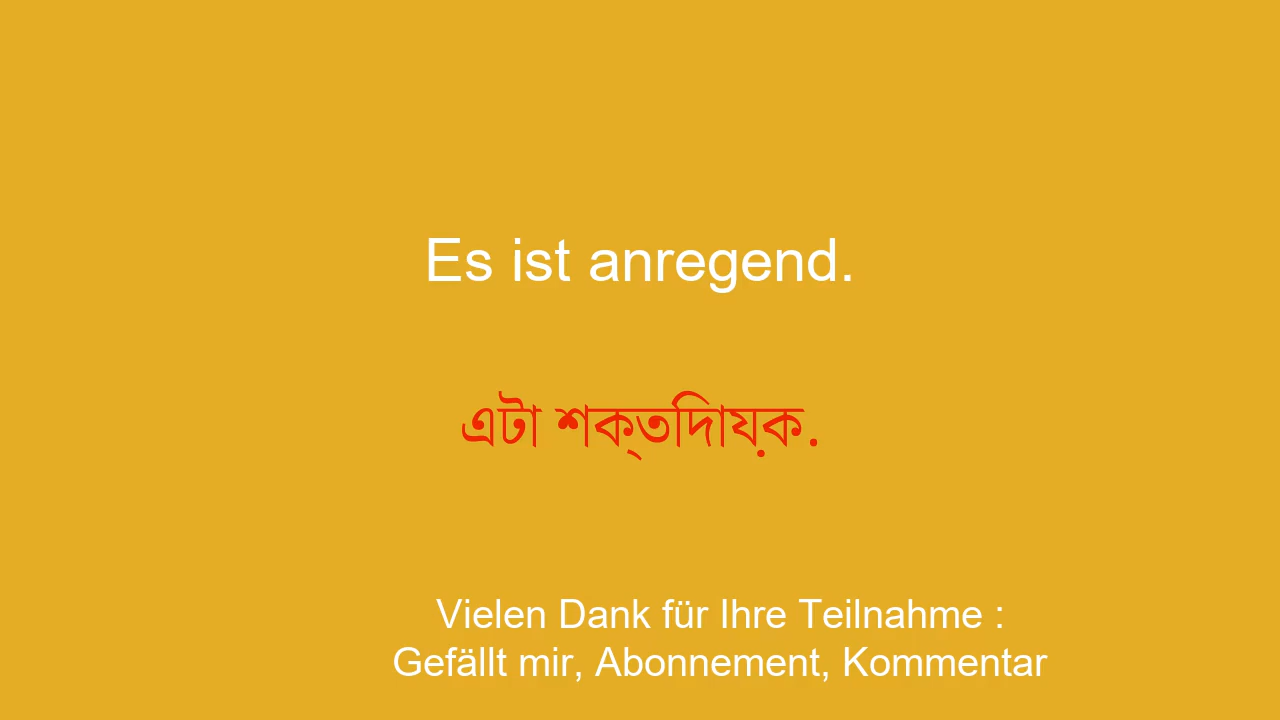 Es ist anregend.
এটা শক্তিদায়ক.
Vielen Dank für Ihre Teilnahme :
Gefällt mir, Abonnement, Kommentar